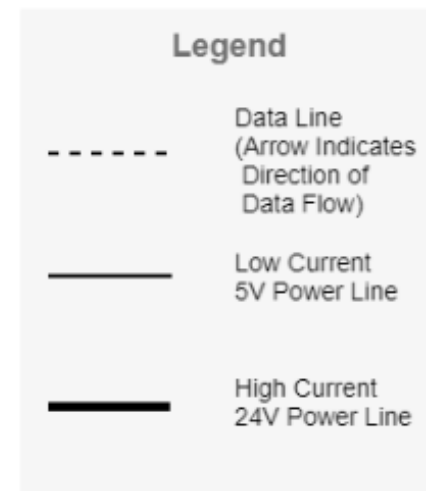 Legend
Data Line
(Arrow Indicates
Direction of
Data Flow)
Low Current
5V Power Line
High Current
24V Power Line